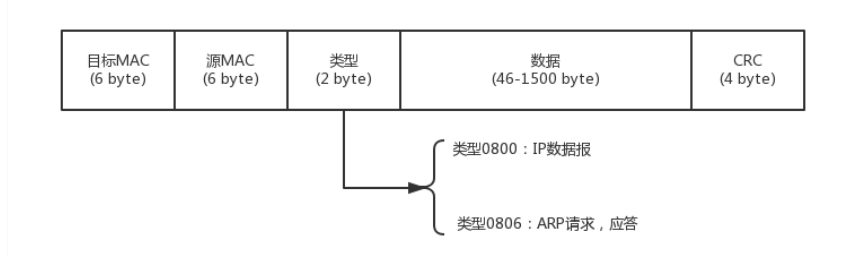 目标MAC
(6 byte)
源MAC
(6 byte)
类型
(2 byte)
数据
(46-1500 byte)
CRC
(4 byte)
类型0800：IP数据报
类型0806：ARP请求，应答